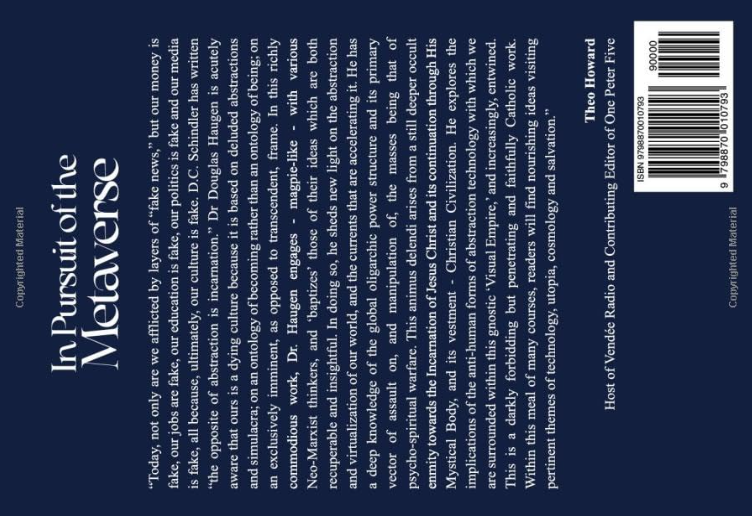 Copyrighted Material
In Pursuit of the
Metaverse
“Today, not only are we afflicted by layers of “fake news,” but our money is
fake, our jobs are fake, our education is fake, our politics is fake and our media
is fake, all because, ultimately, our culture is fake. D.C. Schindler has written
“the opposite of abstraction is incarnation.” Dr Douglas Haugen is acutely
aware that ours is a dying culture because it is based on deluded abstractions
and simulacra; on an ontology of becoming rather than an ontology of being; on
an exclusively imminent, as opposed to transcendent, frame. In this richly
commodious work, Dr. Haugen engages - magpie-like - with various
Neo-Marxist thinkers, and ‘baptizes’ those of their ideas which are both
recuperable and insightful. In doing so, he sheds new light on the abstraction
and virtualization of our world, and the currents that are accelerating it. He has
a deep knowledge of the global oligarchic power structure and its primary
vector of assault on, and manipulation of, the masses being that of
psycho-spiritual warfare. This animus delendi arises from a still deeper occult
enmity towards the Incarnation of Jesus Christ and its continuation through His
Mystical Body, and its vestment - Christian Civilization. He explores the
implications of the anti-human forms of abstraction technology with which we
are surrounded within this gnostic ‘Visual Empire,’ and increasingly, entwined.
This is a darkly forbidding but penetrating and faithfully Catholic work.
Within this meal of many courses, readers will find nourishing ideas visiting
pertinent themes of technology, utopia, cosmology and salvation.”
Theo Howard
Host of Vendée Radio and Contributing Editor of One Peter Five
ISBN 9798870010793
90000
9 798870 010793
Copyrighted Material